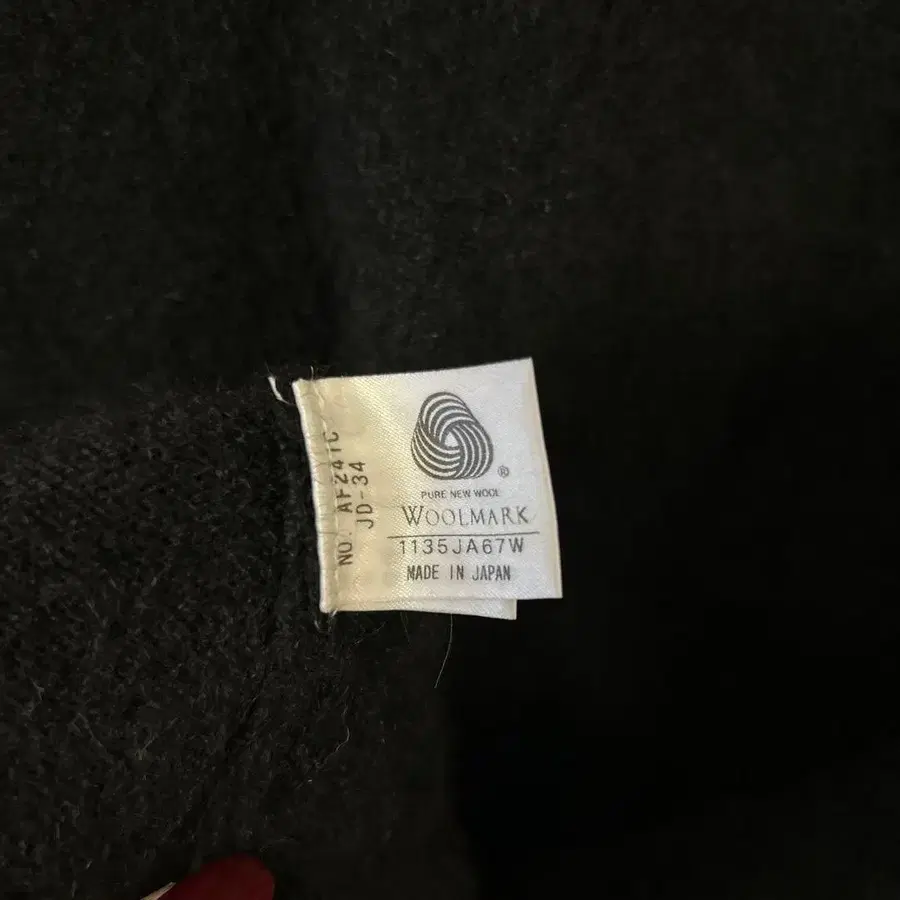 ®
PURE NEW WOOL
WOOLMARK
1135JA67W
MADE IN JAPAN
NO. AF241C
JD-34